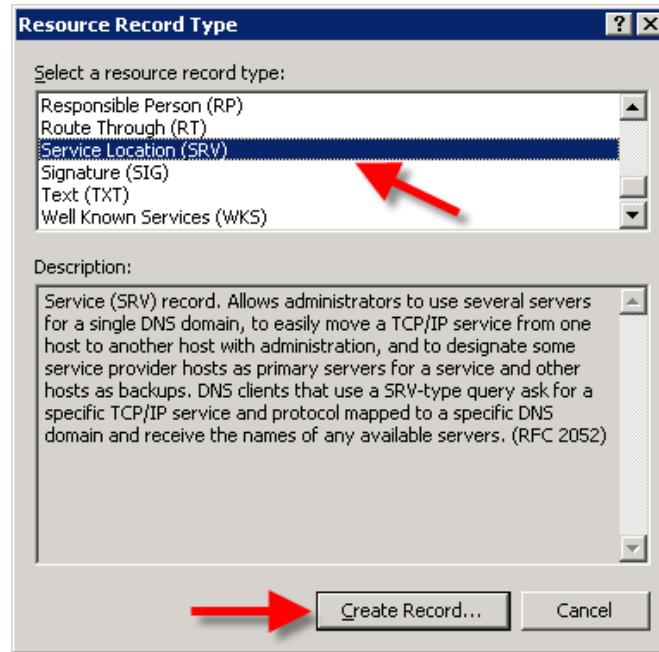 Resource Record Type
Select a resource record type:
Responsible Person (RP)
Route Through (RT)
Service Location (SRV)
Signature (SIG)
Text (TXT)
Well Known Services (WKS)
Description:
Service (SRV) record. Allows administrators to use several servers
for a single DNS domain, to easily move a TCP/IP service from one
host to another host with administration, and to designate some
service provider hosts as primary servers for a service and other
hosts as backups. DNS clients that use a SRV-type query ask for a
specific TCP/IP service and protocol mapped to a specific DNS
domain and receive the names of any available servers. (RFC 2052)
Create Record... Cancel